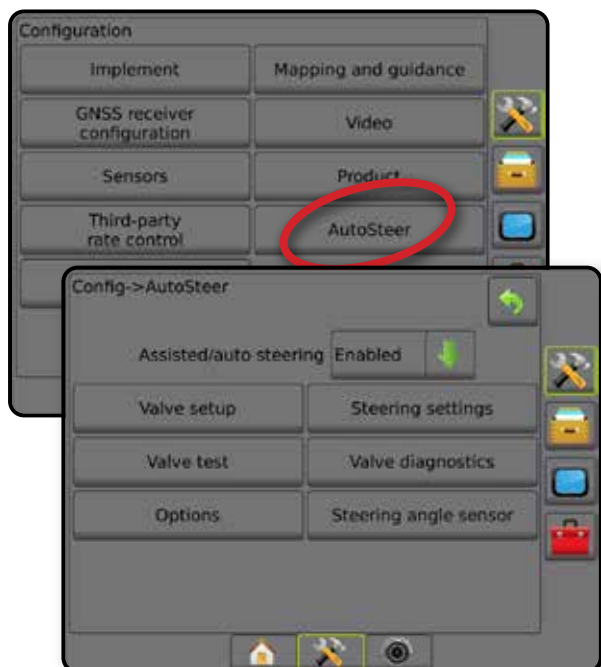 Configuration
Implement
Mapping and guidance
GNSS receiver
configuration
Video
Sensors
Product
Third-party
rate control
AutoSteer
Config->AutoSteer
Assisted/auto steering Enabled
Valve setup
Steering settings
Valve test
Valve diagnostics
Options
Steering angle sensor